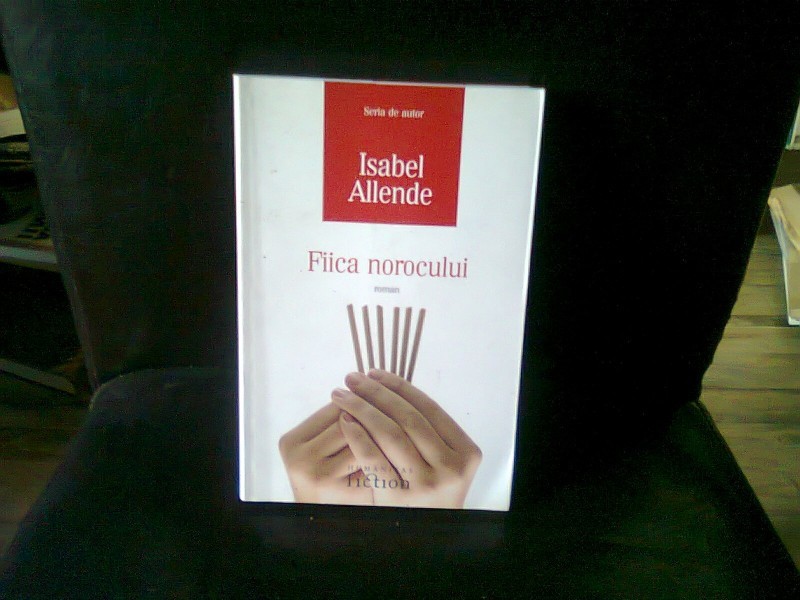 Seria de autor
Isabel
Allende
Fiica norocului
roman
HUMANITAS
fiction